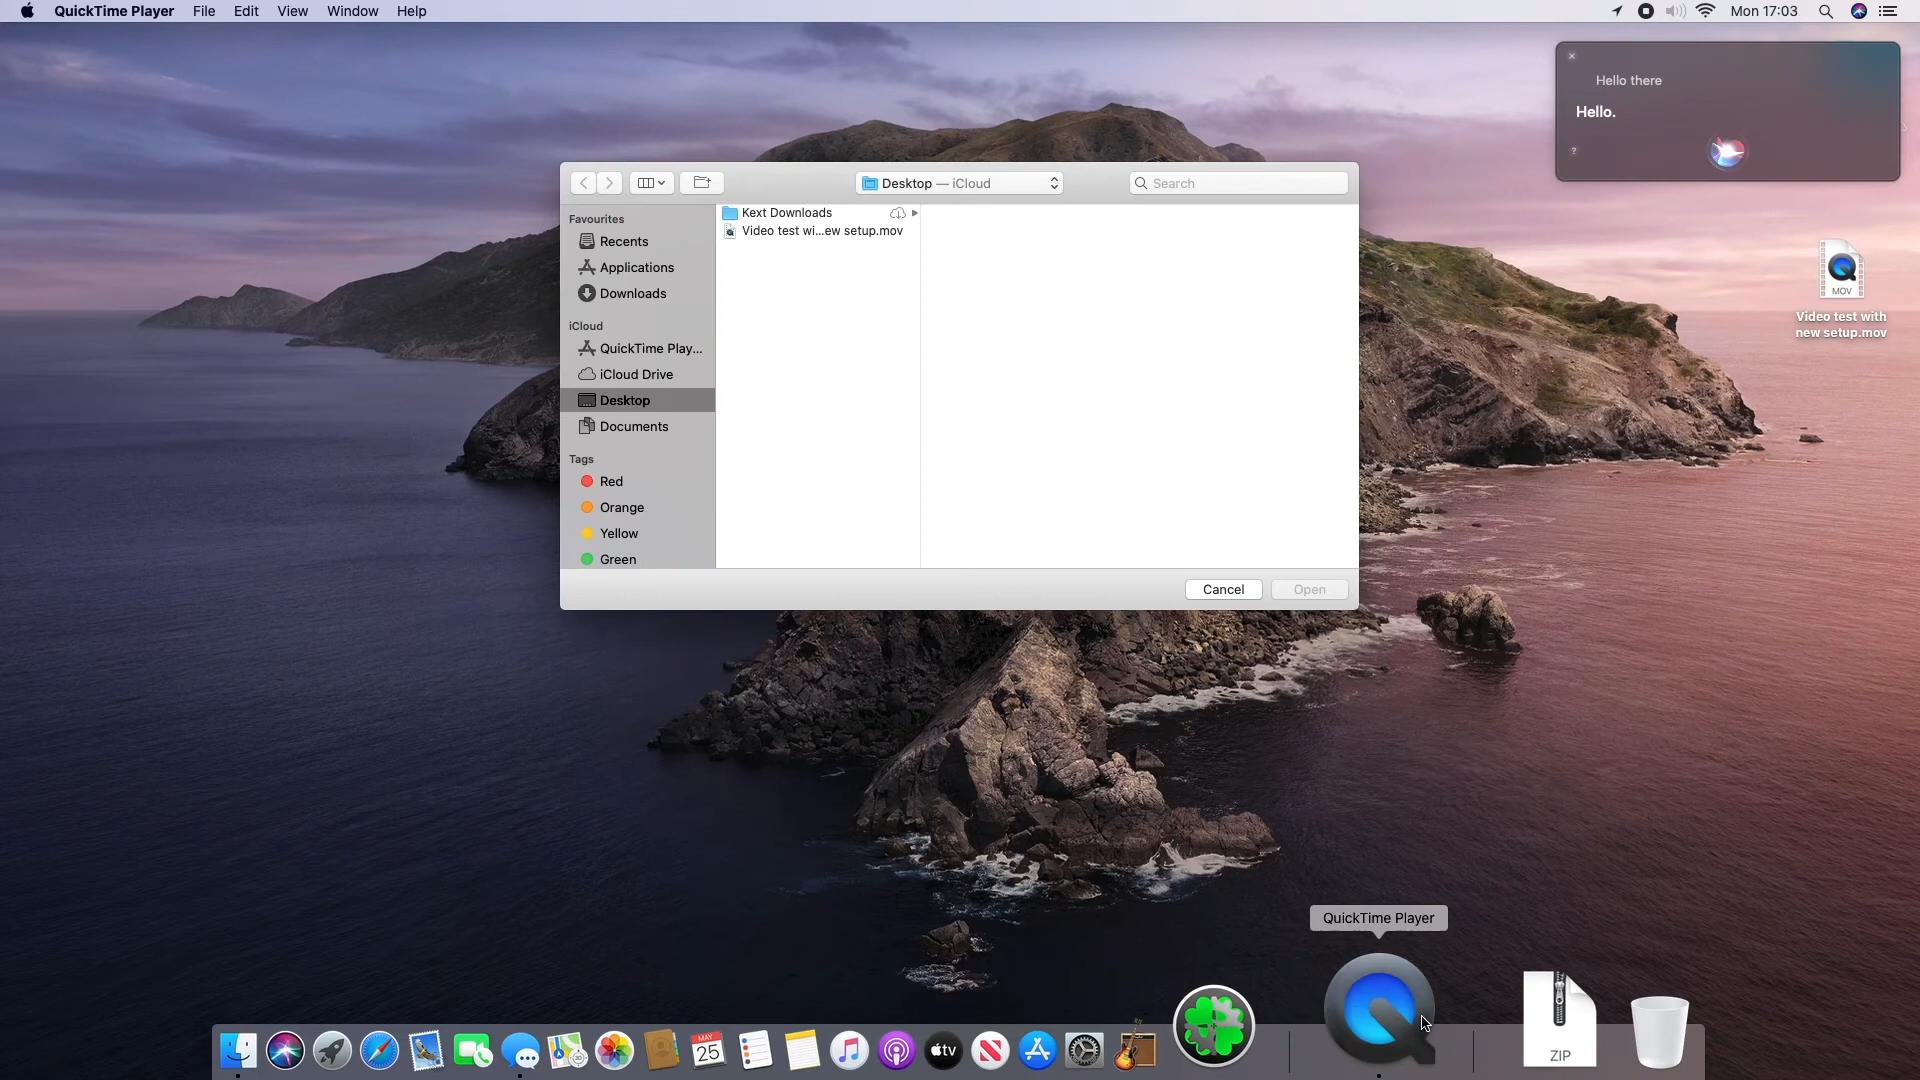 QuickTime Player File Edit View Window Help
Mon 17:03
Hello there
Hello.
?
Desktop — iCloud
Search
Favourites
Recents
Applications
Downloads
iCloud
QuickTime Play...
iCloud Drive
Desktop
Documents
Tags
Red
Orange
Yellow
Green
Kext Downloads
Video test wi...ew setup.mov
Cancel
Open
MOV
Video test with
new setup.mov
QuickTime Player
MAY
25
tv
ZIP